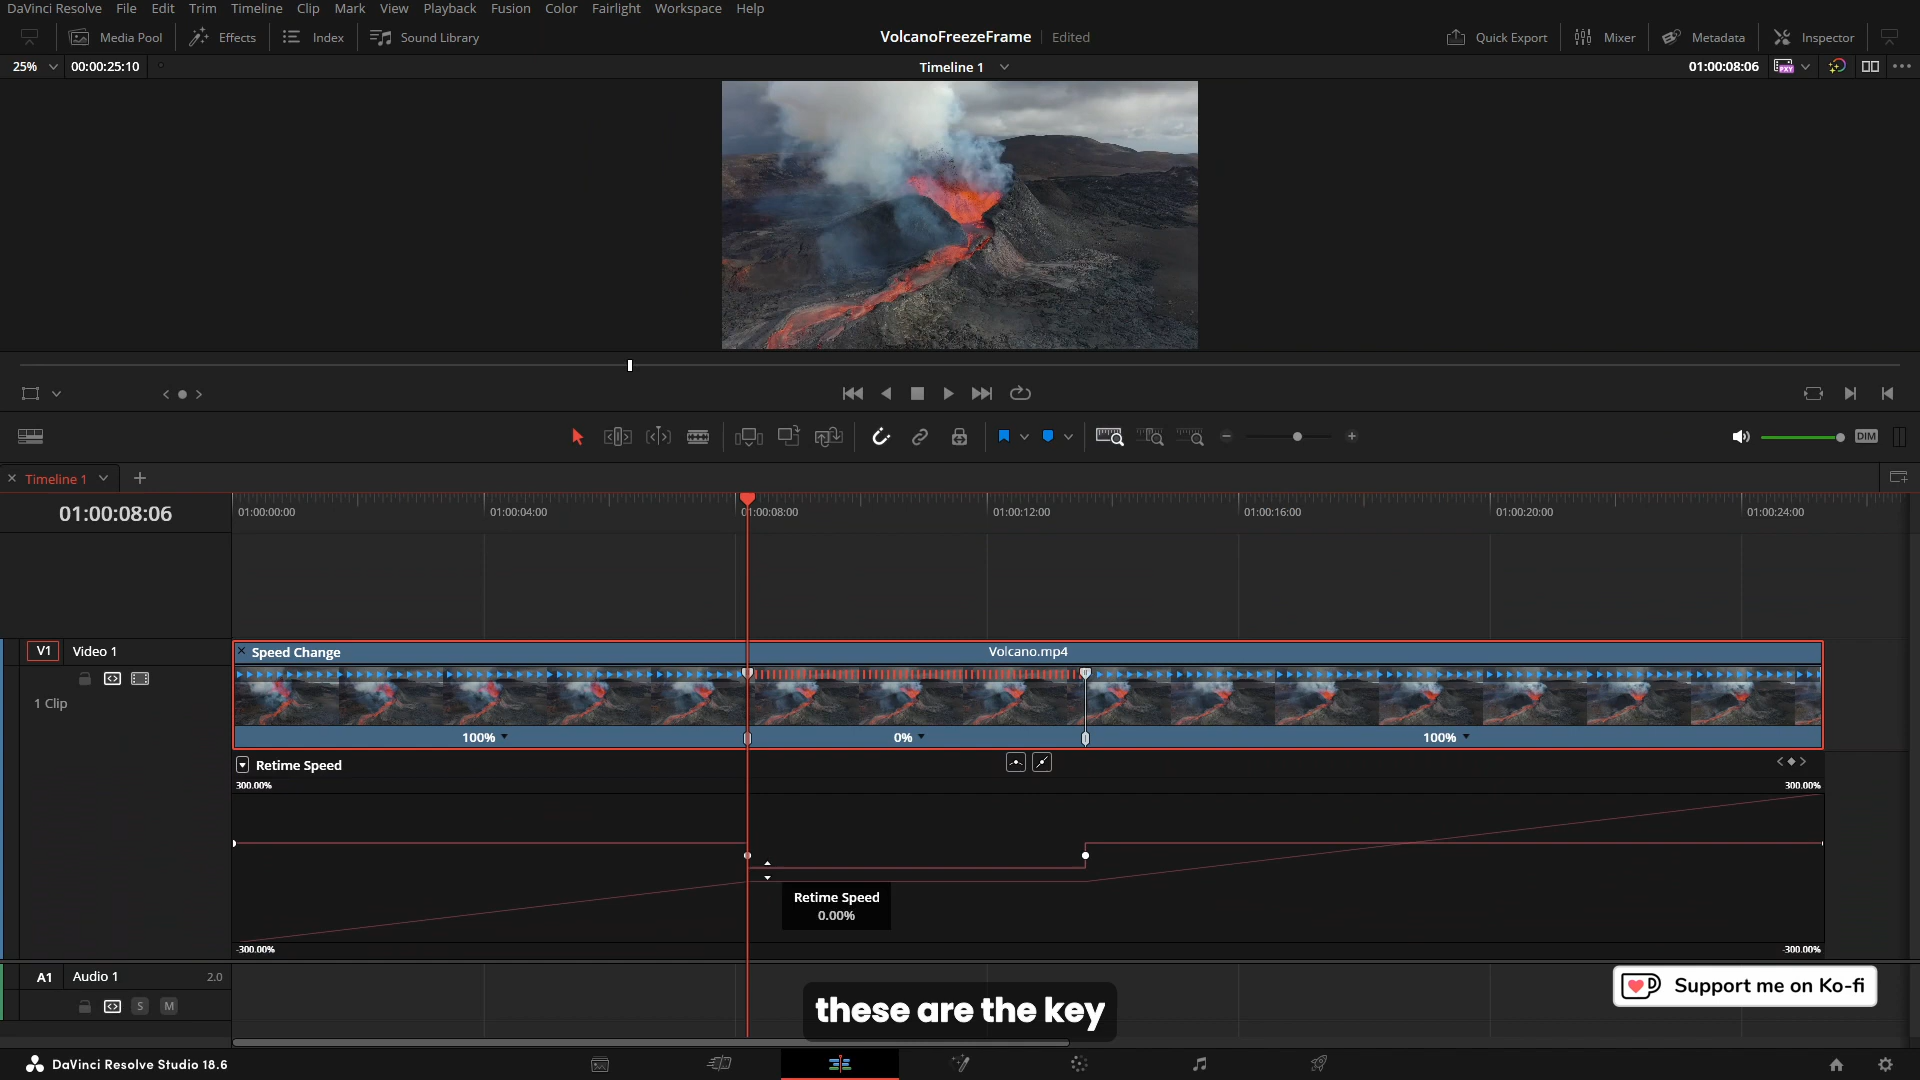 DaVinci Resolve File Edit Trim Timeline Clip Mark View Playback Fusion Color Fairlight Workspace Help
Media Pool Effects Index Sound Library VolcanoFreezeFrame Edited Quick Export Mixer Metadata Inspector
25% 00:00:25:10 Timeline 1 01:00:08:06 PXY
DIM
Timeline 1
01:00:08:06 01:00:00:00 01:00:04:00 01:00:08:00 01:00:12:00 01:00:16:00 01:00:20:00 01:00:24:00
V1 Video 1 Speed Change Volcano.mp4
1 Clip
100% 0% 100%
Retime Speed
300.00% 300.00%
Retime Speed
0.00%
-300.00% -300.00%
A1 Audio 1 2.0
S M
Support me on Ko-fi
these are the key
DaVinci Resolve Studio 18.6